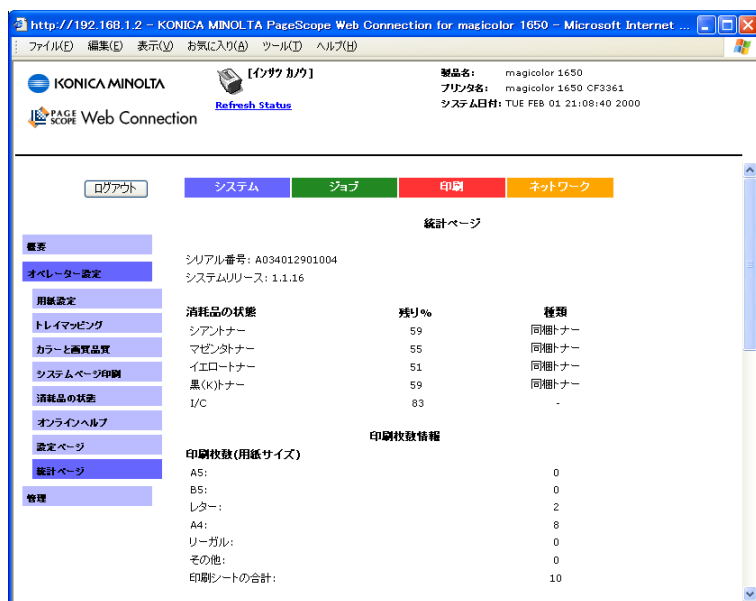 http://192.168.1.2 - KONICA MINOLTA PageScope Web Connection for magicolor 1650 - Microsoft Internet ...
ファイル(F) 編集(E) 表示(V) お気に入り(A) ツール(T) ヘルプ(H)
KONICA MINOLTA
PAGE SCOPE Web Connection
[インサツ カノウ]
Refresh Status
製品名: magicolor 1650
プリンタ名: magicolor 1650 CF3361
システム日付: TUE FEB 01 21:08:40 2000
ログアウト
システム ジョブ 印刷 ネットワーク
概要
オペレーター設定
用紙設定
トレイマッピング
カラーと画質品質
システムページ印刷
消耗品の状態
オンラインヘルプ
設定ページ
統計ページ
管理
統計ページ
シリアル番号: A034012901004
システムリリース: 1.1.16
消耗品の状態 残り% 種類
シアントナー 59 同梱トナー
マゼンタトナー 55 同梱トナー
イエロートナー 51 同梱トナー
黒(K)トナー 59 同梱トナー
I/C 83 -
印刷枚数情報
印刷枚数(用紙サイズ)
A5: 0
B5: 0
レター: 2
A4: 8
リーガル: 0
その他: 0
印刷シートの合計: 10